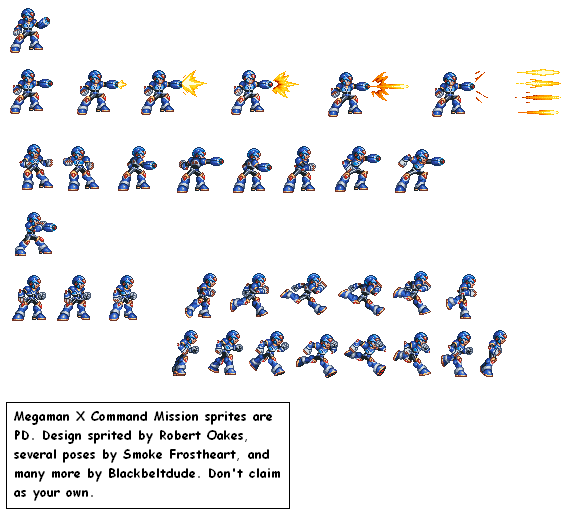 Megaman X Command Mission sprites are
PD. Design sprited by Robert Oakes,
several poses by Smoke Frostheart, and
many more by Blackbeltdude. Don't claim
as your own.